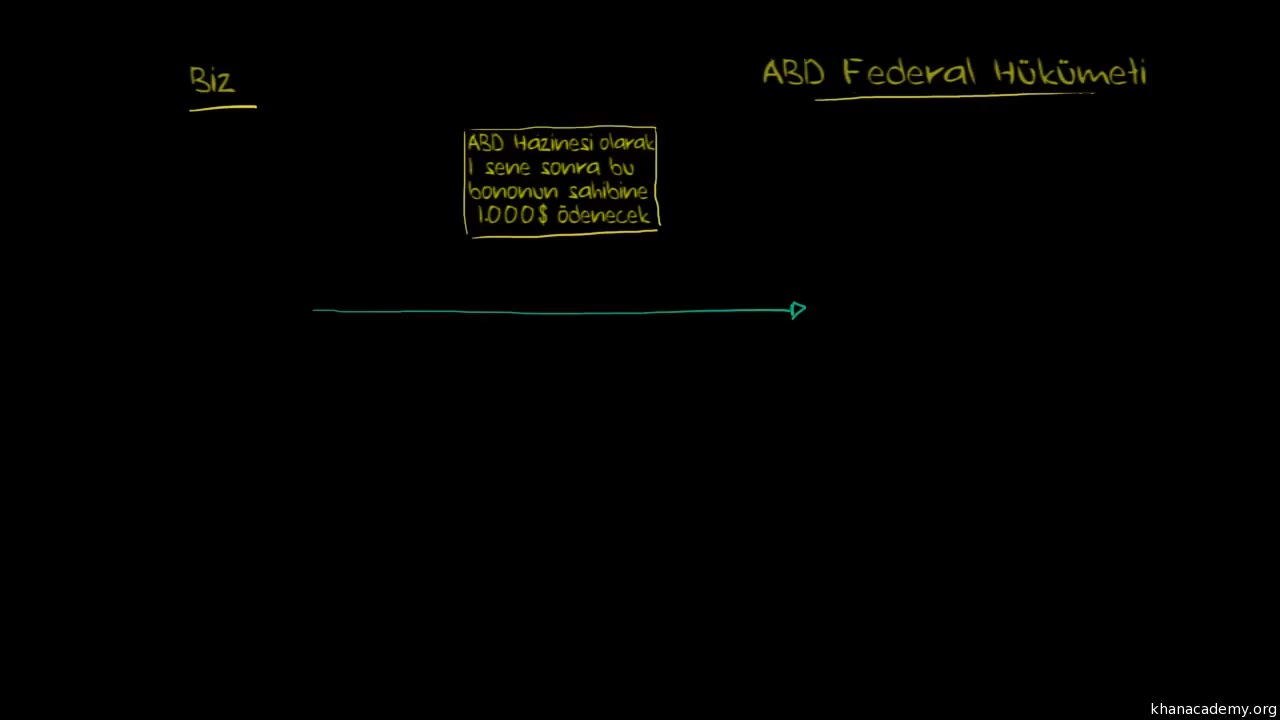 Biz
ABD Federal Hükümeti
ABD Hazinesi olarak
1 sene sonra bu
bononun sahibine
1.000$ ödenecek
khanacademy.org